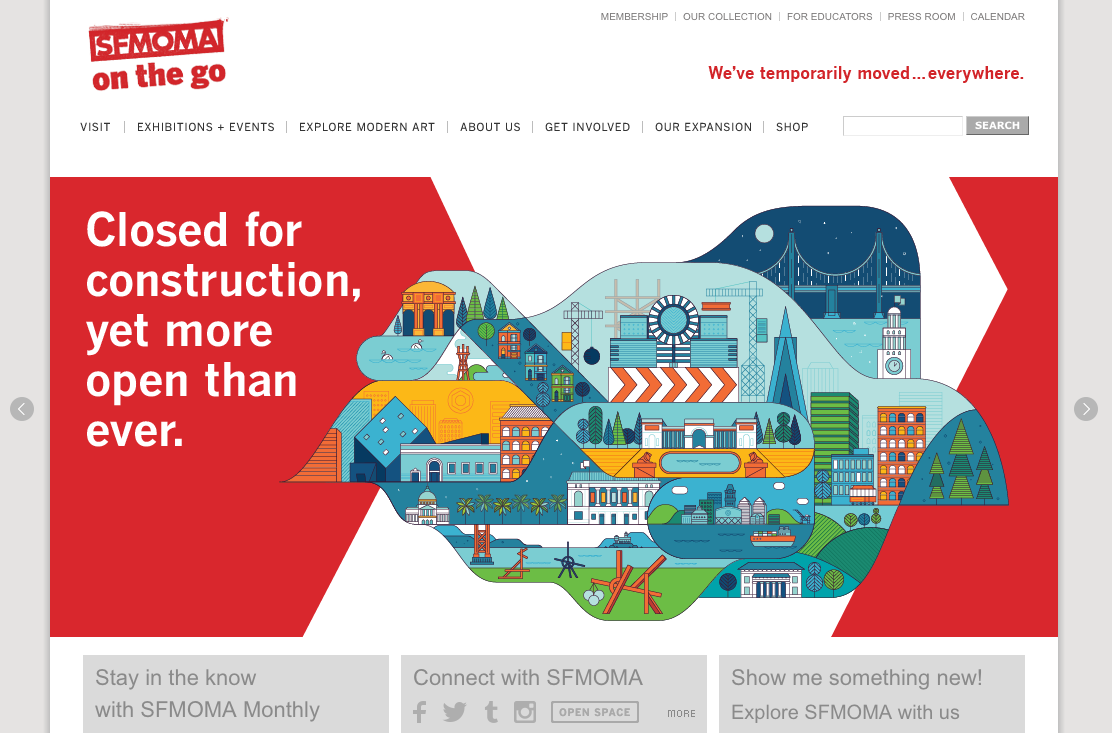 MEMBERSHIP | OUR COLLECTION | FOR EDUCATORS | PRESS ROOM | CALENDAR
SFMOMA
on the go
We've temporarily moved...everywhere.
VISIT | EXHIBITIONS + EVENTS | EXPLORE MODERN ART | ABOUT US | GET INVOLVED | OUR EXPANSION | SHOP
SEARCH
Closed for
construction,
yet more
open than
ever.
Stay in the know
with SFMOMA Monthly
Connect with SFMOMA
OPEN SPACE
MORE
Show me something new!
Explore SFMOMA with us